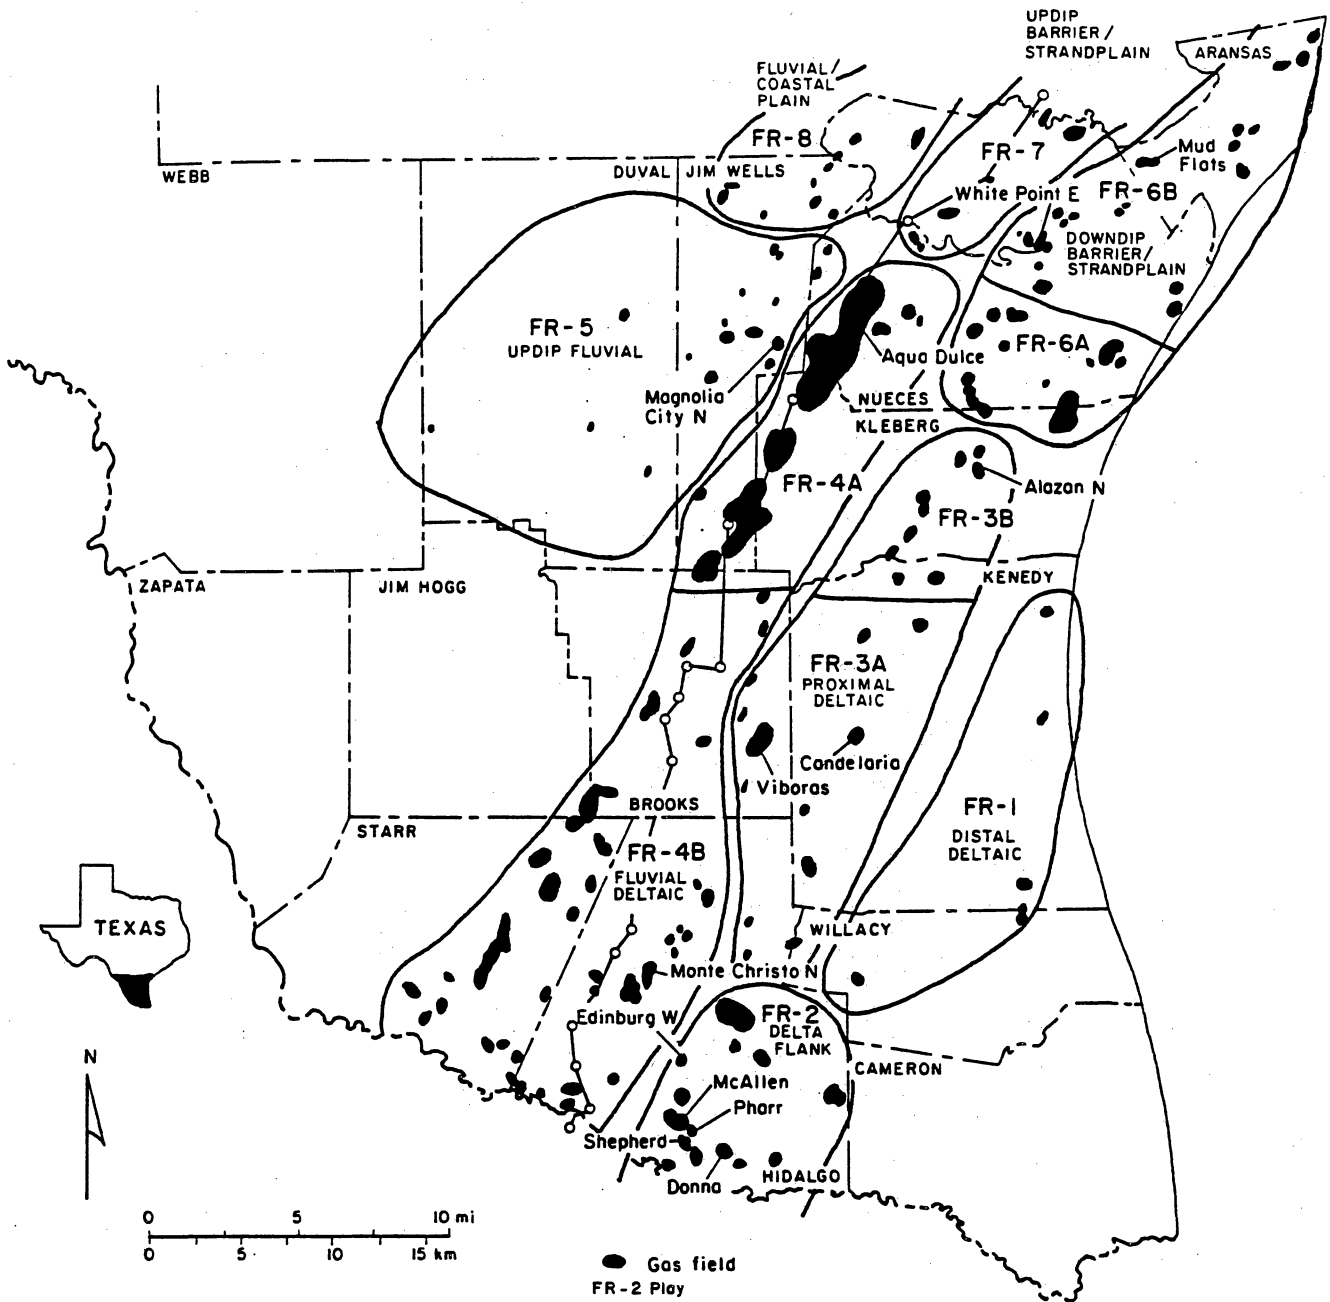 UPDIP
BARRIER/
STRANDPLAIN
ARANSAS
FLUVIAL/
COASTAL
PLAIN
FR-8
FR-7
Mud
Flats
WEBB
DUVAL
JIM WELLS
White Point E
FR-6B
DOWNDIP
BARRIER/
STRANDPLAIN
FR-5
UPDIP FLUVIAL
FR-6A
Aqua Dulce
Magnolia
City N
NUECES
KLEBERG
FR-4A
Alazan N
FR-3B
ZAPATA
JIM HOGG
KENEDY
FR-3A
PROXIMAL
DELTAIC
Candelaria
Viboras
BROOKS
FR-1
DISTAL
DELTAIC
STARR
FR-4B
FLUVIAL
DELTAIC
TEXAS
WILLACY
Monte Christo N
Edinburg W
FR-2
DELTA
FLANK
N
CAMERON
McAllen
Pharr
Shepherd
Donna
HIDALGO
0 5 10 mi
0 5 10 15 km
Gas field
FR-2 Play